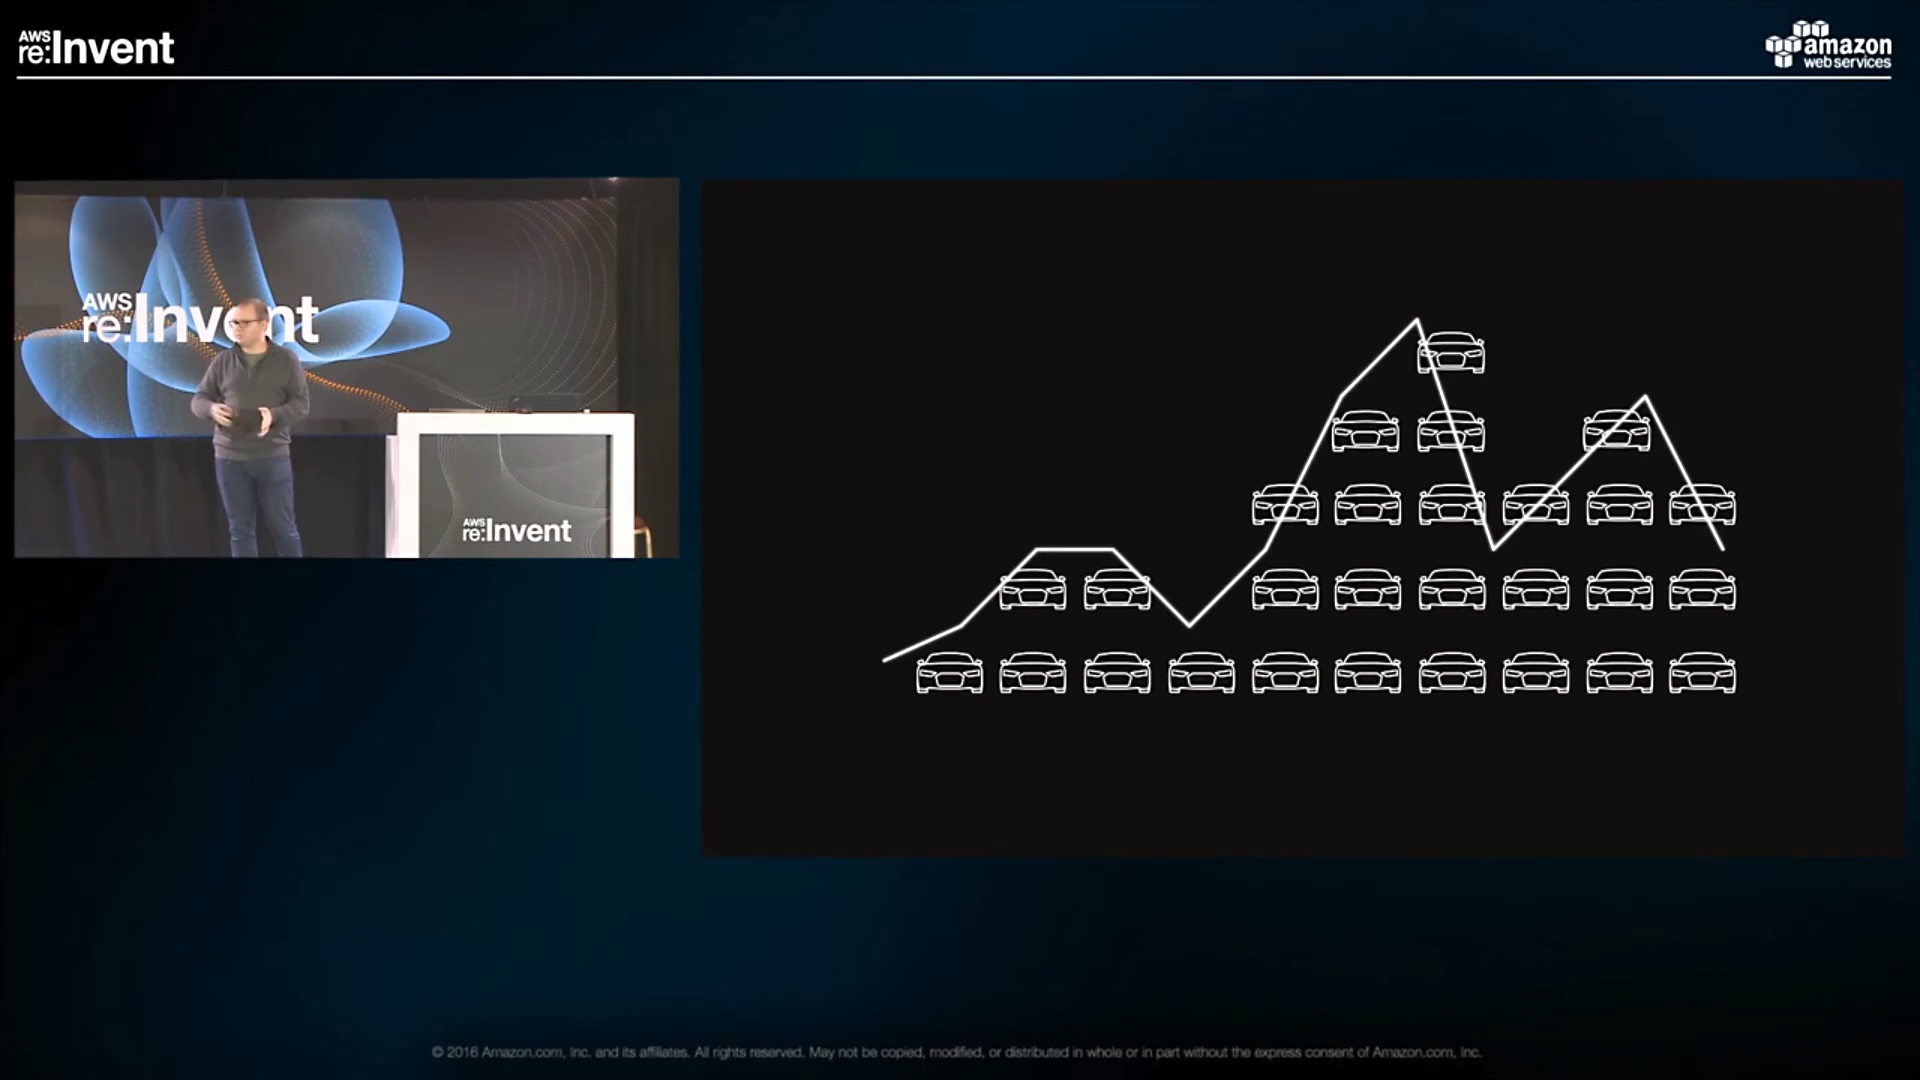 AWS
re:Invent
amazon
web services
AWS
re:Invent
AWS
re:Invent
© 2016 Amazon.com, Inc. and its affiliates. All rights reserved. May not be copied, modified, or distributed in whole or in part without the express consent of Amazon.com, Inc.